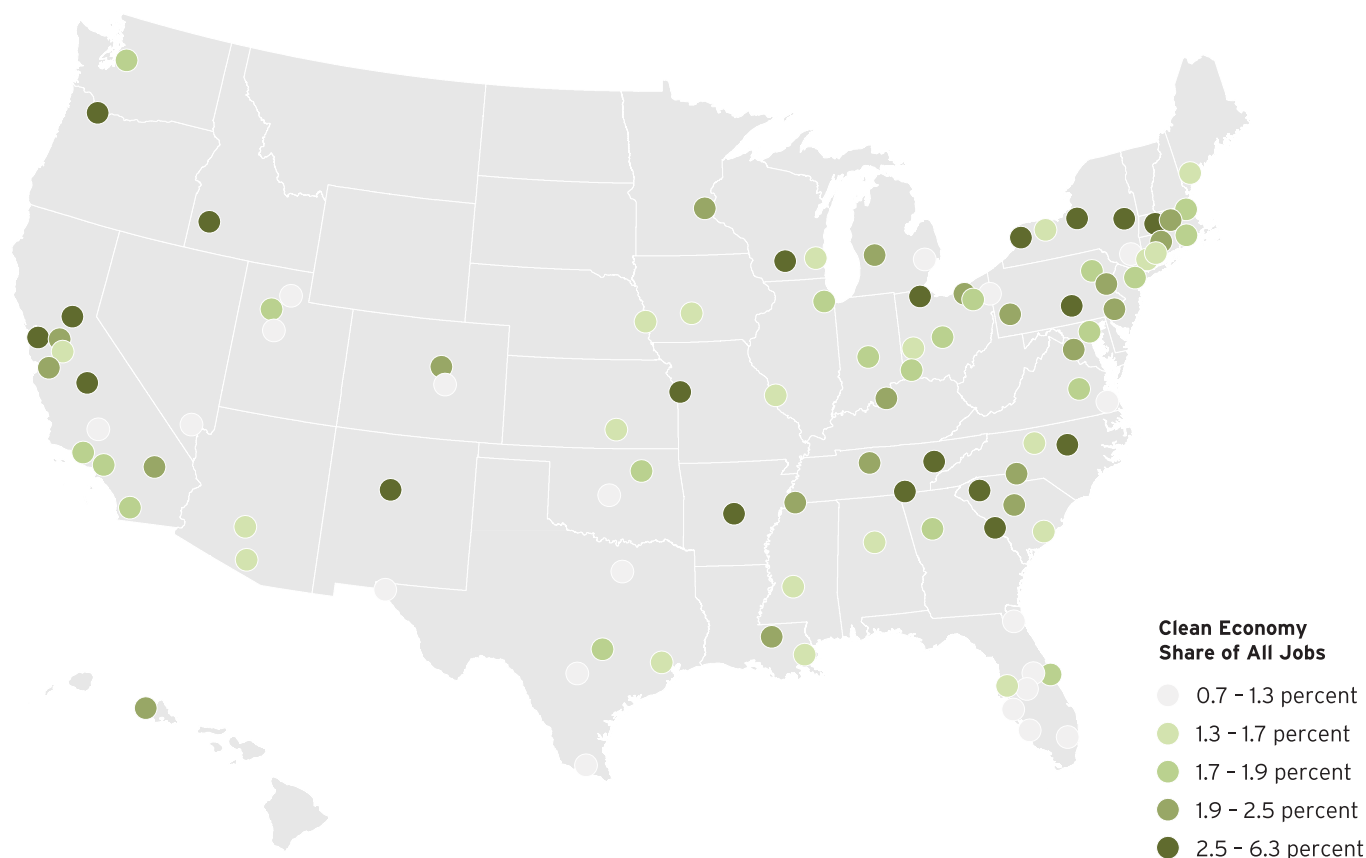 Clean Economy
Share of All Jobs
0.7 – 1.3 percent
1.3 – 1.7 percent
1.7 – 1.9 percent
1.9 – 2.5 percent
2.5 – 6.3 percent